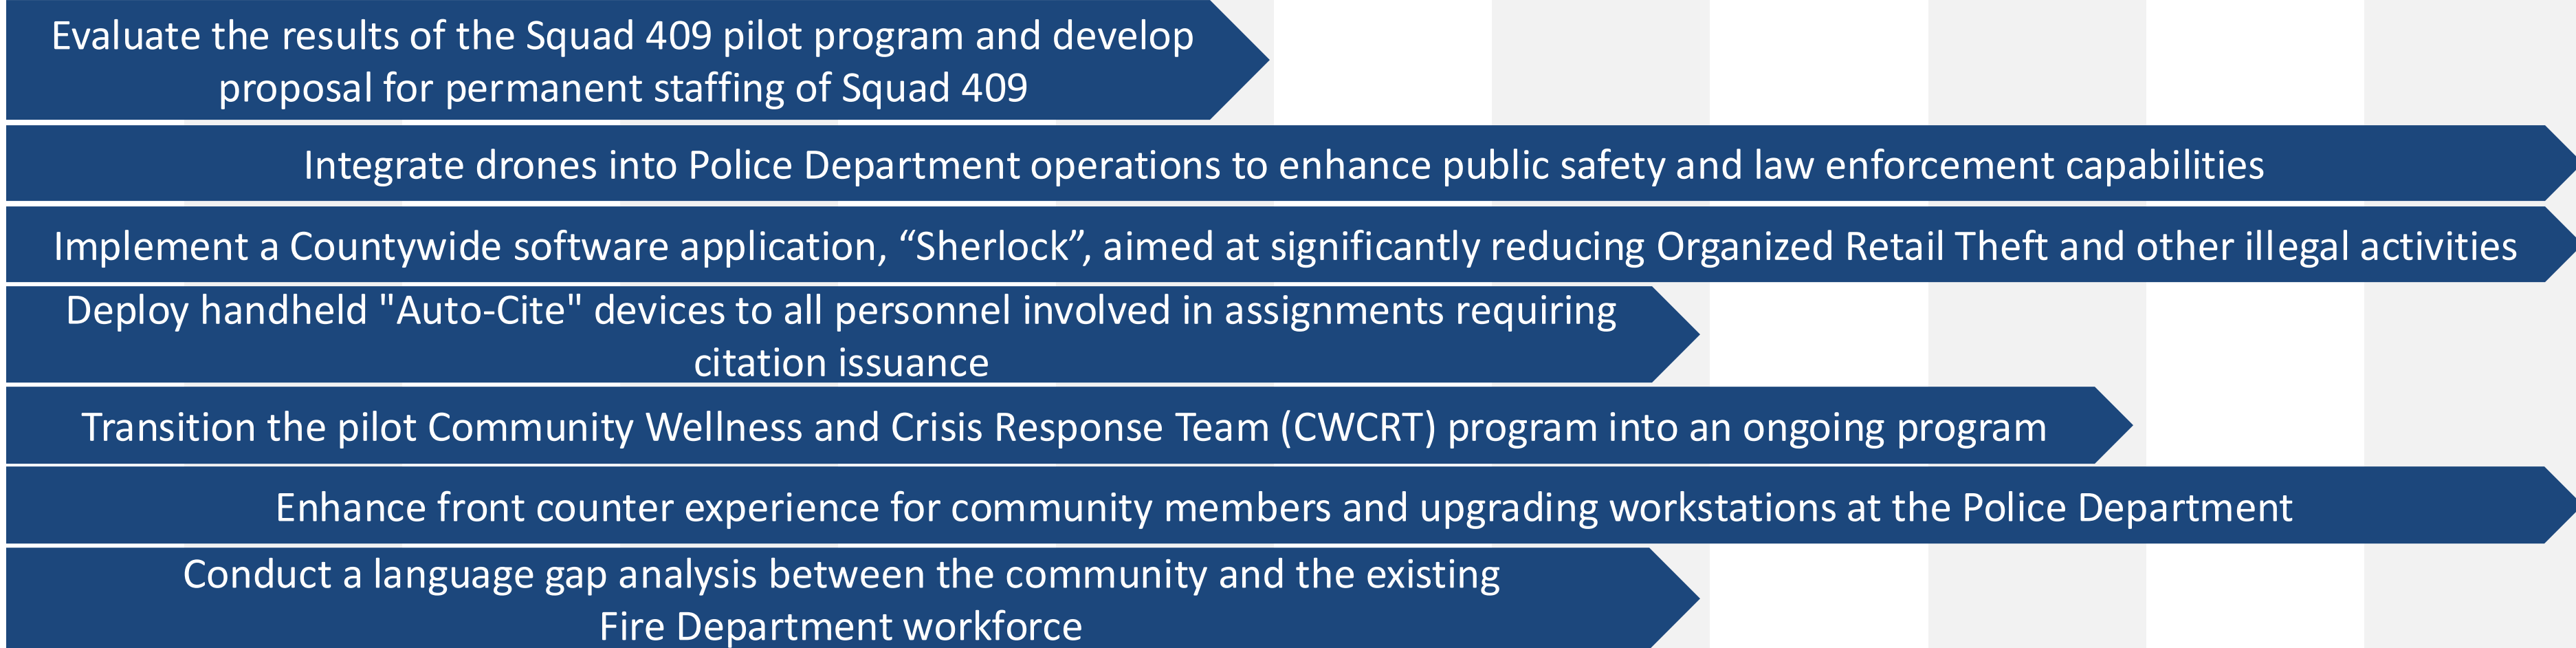 Evaluate the results of the Squad 409 pilot program and develop
proposal for permanent staffing of Squad 409
Integrate drones into Police Department operations to enhance public safety and law enforcement capabilities
Implement a Countywide software application, “Sherlock”, aimed at significantly reducing Organized Retail Theft and other illegal activities
Deploy handheld "Auto-Cite" devices to all personnel involved in assignments requiring
citation issuance
Transition the pilot Community Wellness and Crisis Response Team (CWCRT) program into an ongoing program
Enhance front counter experience for community members and upgrading workstations at the Police Department
Conduct a language gap analysis between the community and the existing
Fire Department workforce